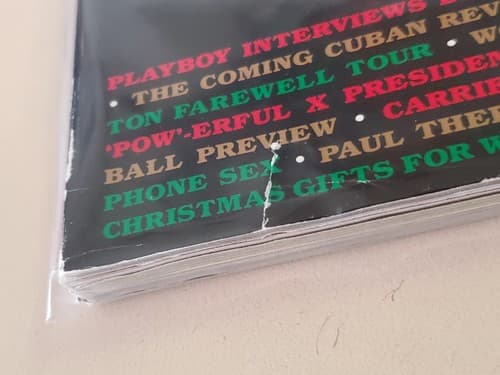 PLAYBOY INTERVIEWS
• THE COMING CUBAN REV
TON FAREWELL TOUR •
'POW'-ERFUL X PRESIDEN
BALL PREVIEW • CARRIE
PHONE SEX • PAUL THE
CHRISTMAS GIFTS FOR W